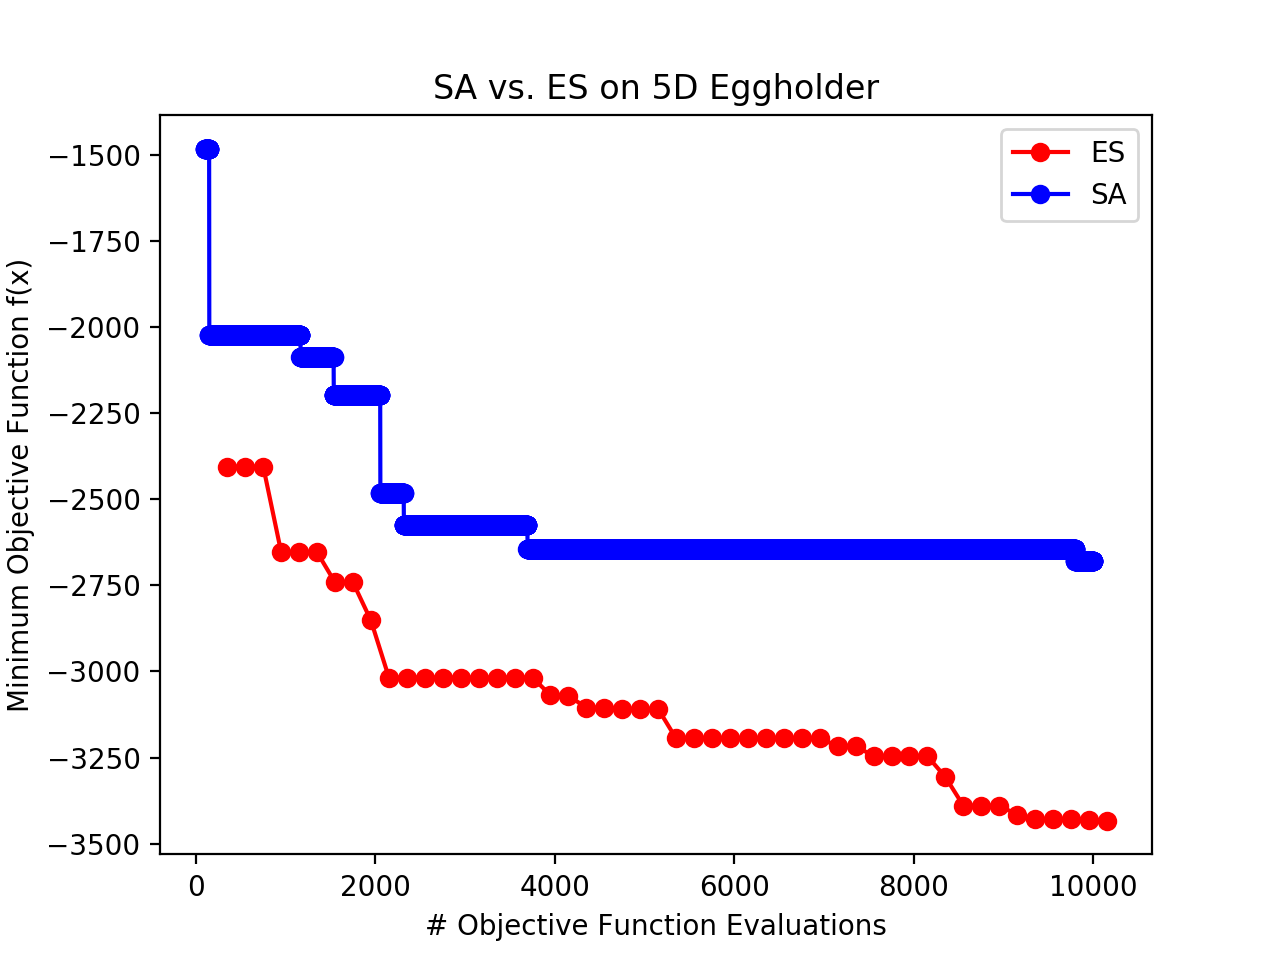 SA vs. ES on 5D Eggholder
ES
SA
Minimum Objective Function f(x)
−1500
−1750
−2000
−2250
−2500
−2750
−3000
−3250
−3500
0 2000 4000 6000 8000 10000
# Objective Function Evaluations